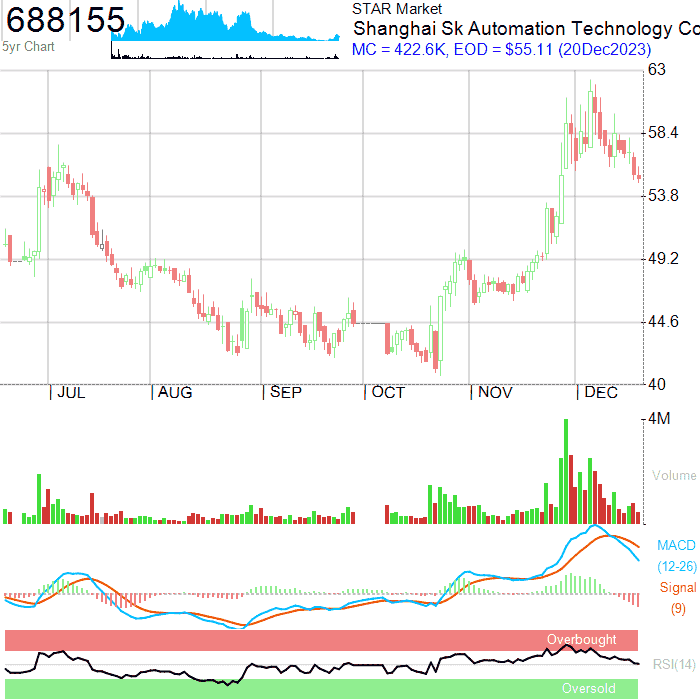 688155
5yr Chart
STAR Market
Shanghai Sk Automation Technology Co
MC = 422.6K, EOD = $55.11 (20Dec2023)
63
58.4
53.8
49.2
44.6
40
JUL AUG SEP OCT NOV DEC
4M
Volume
MACD
(12-26)
Signal
(9)
Overbought
RSI(14)
Oversold